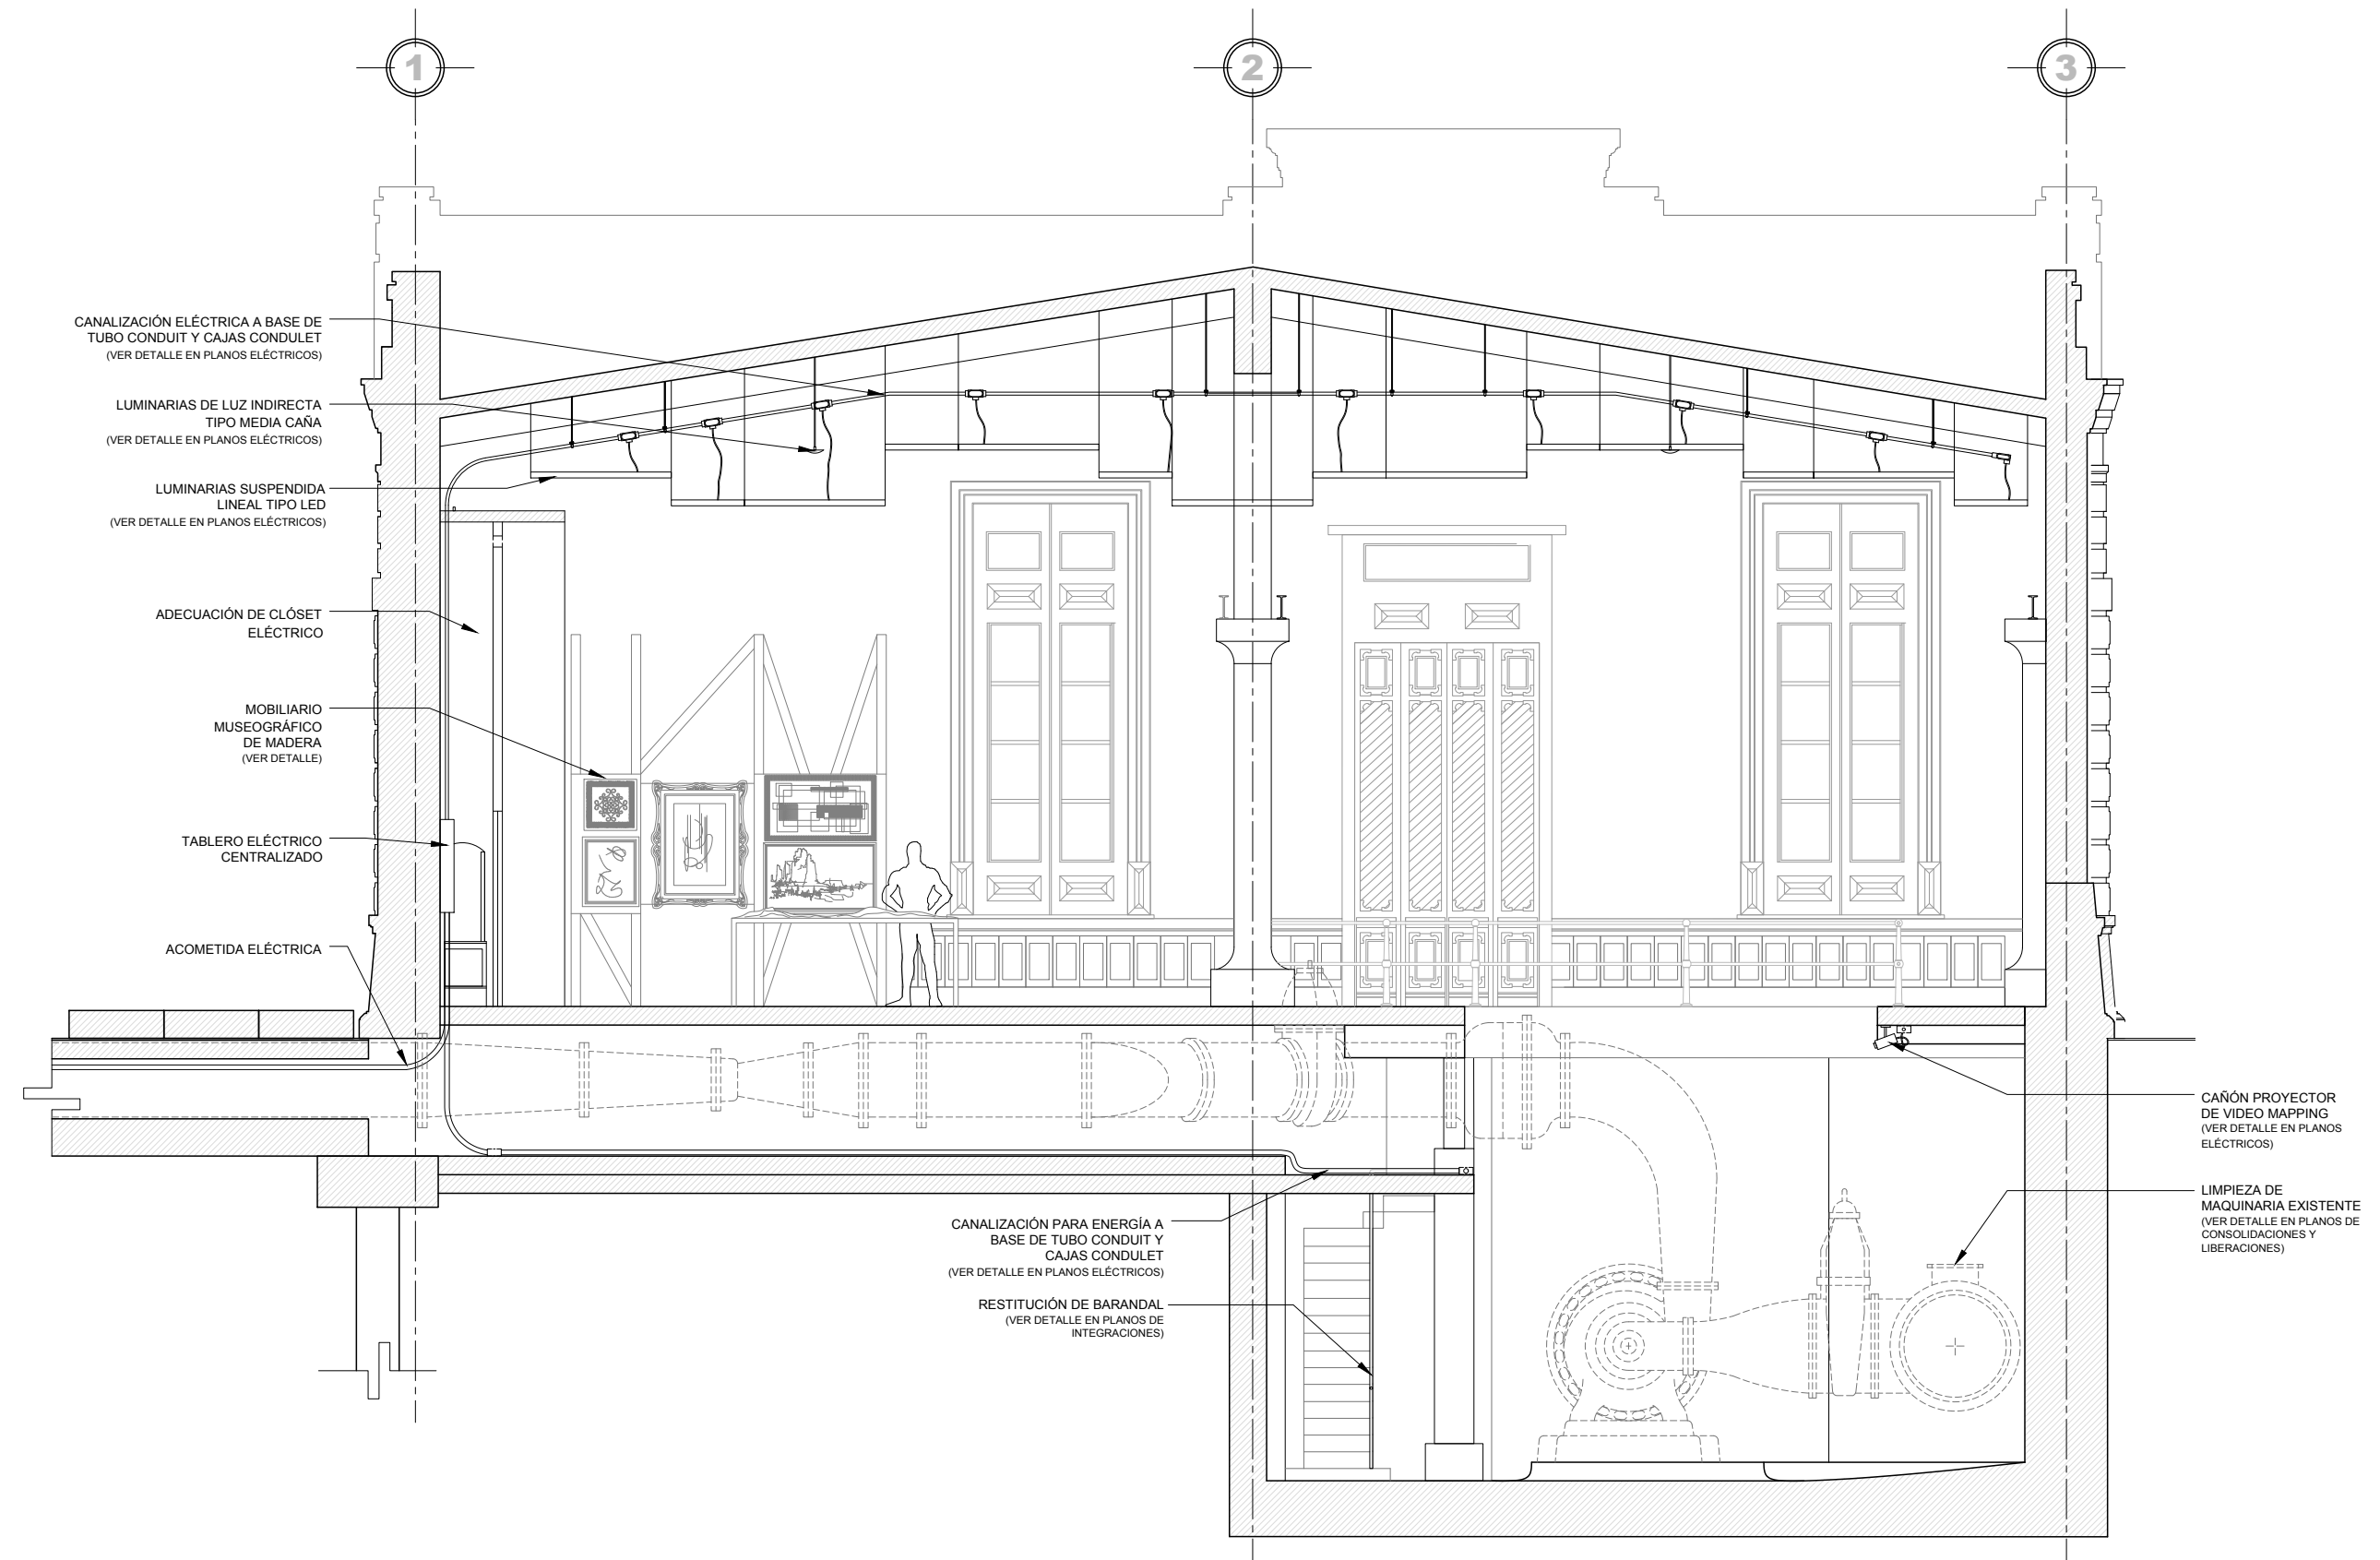 1
2
3
CANALIZACIÓN ELÉCTRICA A BASE DE
TUBO CONDUIT Y CAJAS CONDULET
(VER DETALLE EN PLANOS ELÉCTRICOS)
LUMINARIAS DE LUZ INDIRECTA
TIPO MEDIA CAÑA
(VER DETALLE EN PLANOS ELÉCTRICOS)
LUMINARIAS SUSPENDIDA
LINEAL TIPO LED
(VER DETALLE EN PLANOS ELÉCTRICOS)
ADECUACIÓN DE CLÓSET
ELÉCTRICO
MOBILIARIO
MUSEOGRÁFICO
DE MADERA
(VER DETALLE)
TABLERO ELÉCTRICO
CENTRALIZADO
ACOMETIDA ELÉCTRICA
CANALIZACIÓN PARA ENERGÍA A
BASE DE TUBO CONDUIT Y
CAJAS CONDULET
(VER DETALLE EN PLANOS ELÉCTRICOS)
RESTITUCIÓN DE BARANDAL
(VER DETALLE EN PLANOS DE
INTEGRACIONES)
CAÑÓN PROYECTOR
DE VIDEO MAPPING
(VER DETALLE EN PLANOS
ELÉCTRICOS)
LIMPIEZA DE
MAQUINARIA EXISTENTE
(VER DETALLE EN PLANOS DE
CONSOLIDACIONES Y
LIBERACIONES)